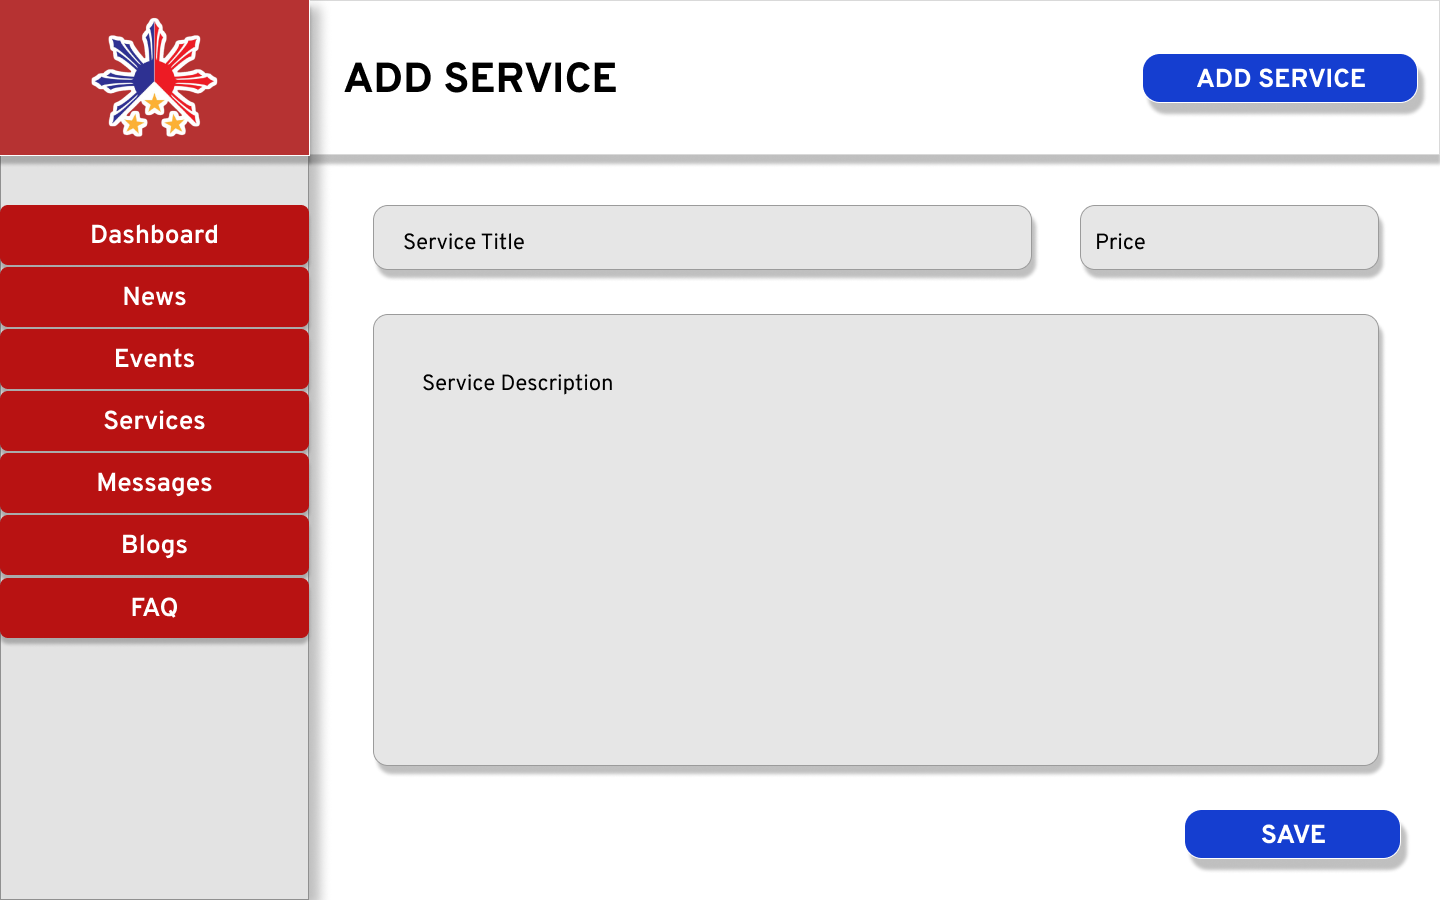 ADD SERVICE
ADD SERVICE
Dashboard
News
Events
Services
Messages
Blogs
FAQ
Service Title
Price
Service Description
SAVE